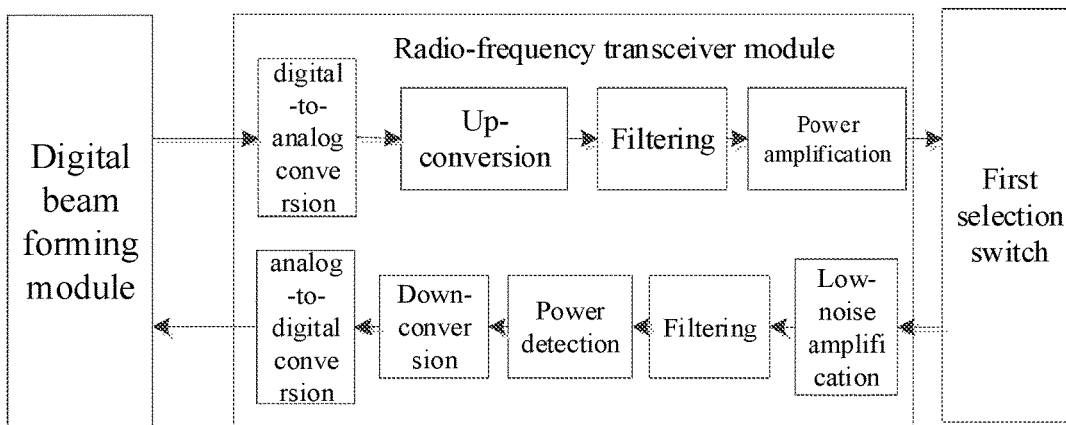 Digital
beam
forming
module
Radio-frequency transceiver module
digital
-to-
analog
conve
rsion
Up-
conversion
Filtering
Power
amplification
analog
-to-
digital
conve
rsion
Down-
conver
sion
Power
detection
Filtering
Low-
noise
amplifi
cation
First
selection
switch